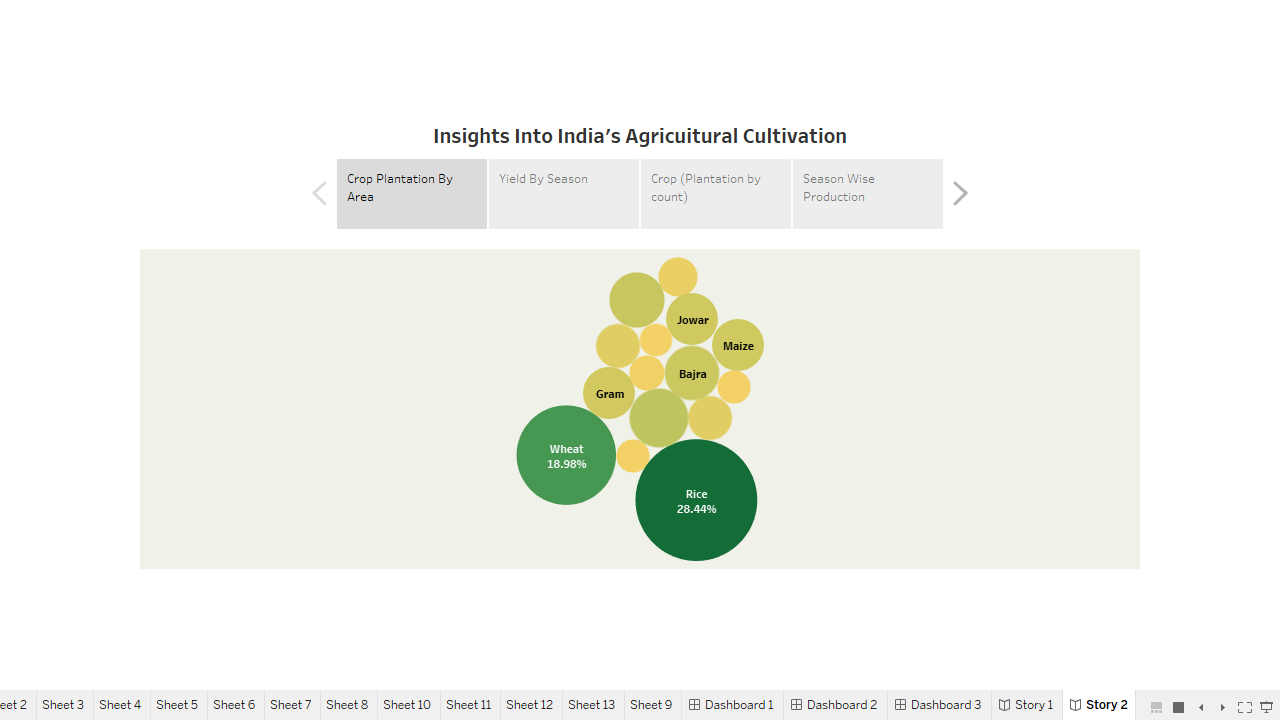 Insights Into India's Agricuitural Cultivation
Crop Plantation By
Area
Yield By Season
Crop (Plantation by
count)
Season Wise
Production
Jowar
Maize
Bajra
Gram
Wheat
18.98%
Rice
28.44%
eet 2 Sheet 3 Sheet 4 Sheet 5 Sheet 6 Sheet 7 Sheet 8 Sheet 10 Sheet 11 Sheet 12 Sheet 13 Sheet 9 Dashboard 1 Dashboard 2 Dashboard 3 Story 1 Story 2